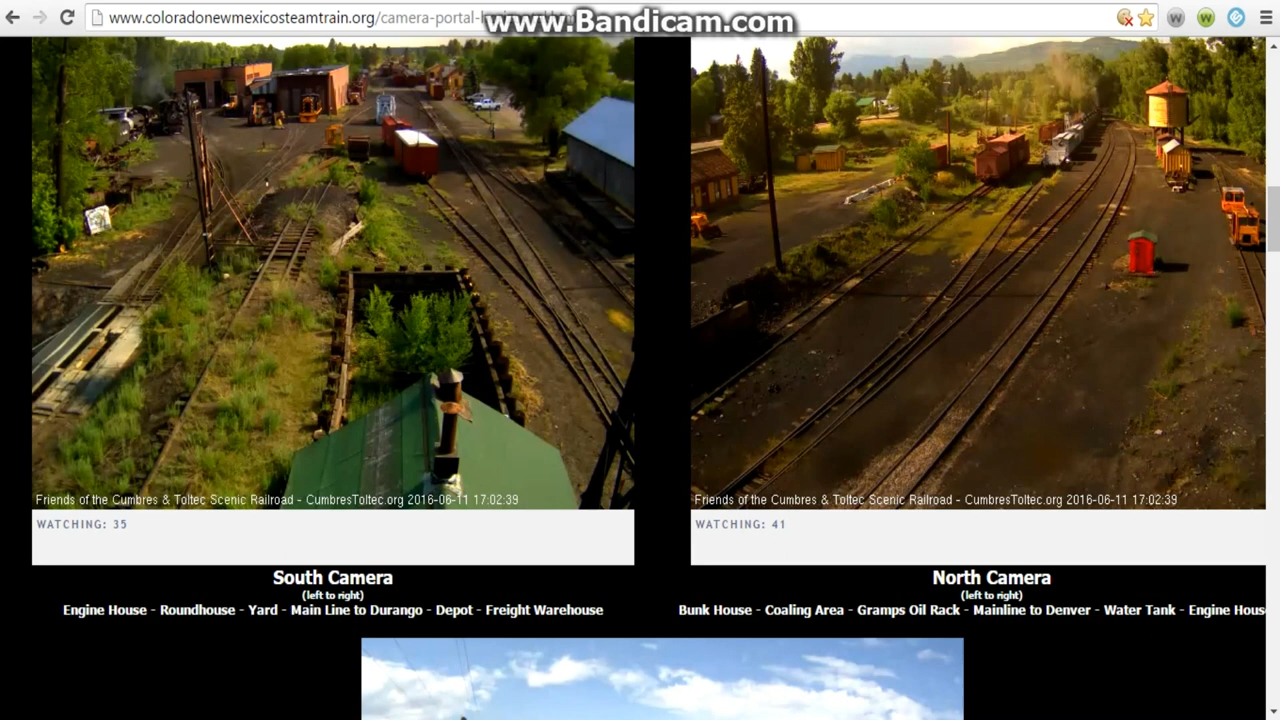 www.coloradonewmexicosteamtrain.org/camera-portal-
www.Bandicam.com
Friends of the Cumbres & Toltec Scenic Railroad - CumbresToltec.org 2016-06-11 17:02:39
Friends of the Cumbres & Toltec Scenic Railroad - CumbresToltec.org 2016-06-11 17:02:39
WATCHING: 35
WATCHING: 41
South Camera
(left to right)
Engine House - Roundhouse - Yard - Main Line to Durango - Depot - Freight Warehouse
North Camera
(left to right)
Bunk House - Coaling Area - Gramps Oil Rack - Mainline to Denver - Water Tank - Engine Hous